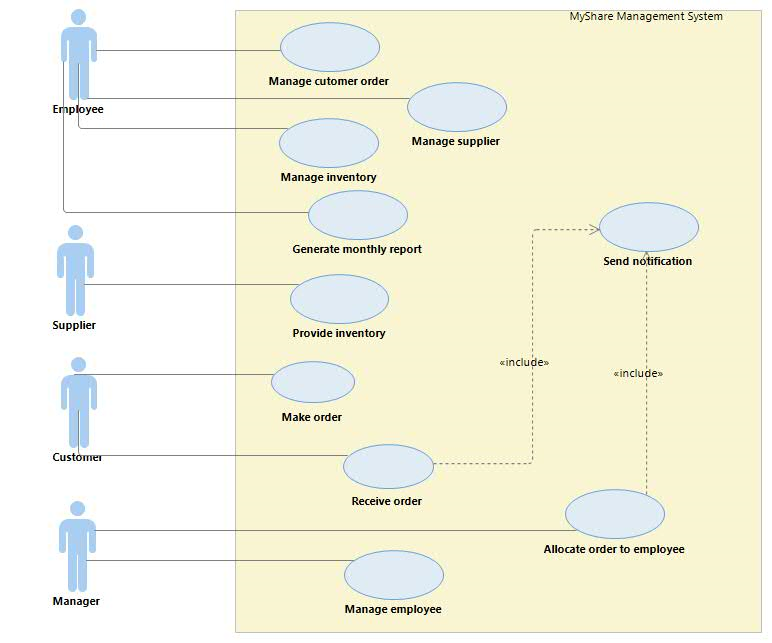 MyShare Management System
Manage cutomer order
Employee
Manage supplier
Manage inventory
Generate monthly report
Send notification
Supplier
Provide inventory
«include»
«include»
Make order
Customer
Receive order
Allocate order to employee
Manager
Manage employee